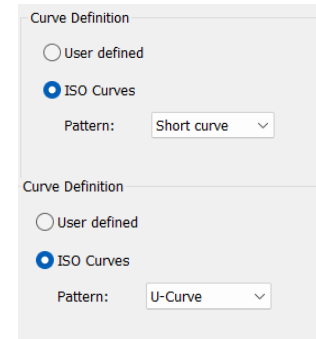 Curve Definition
User defined
ISO Curves
Pattern: Short curve
Curve Definition
User defined
ISO Curves
Pattern: U-Curve